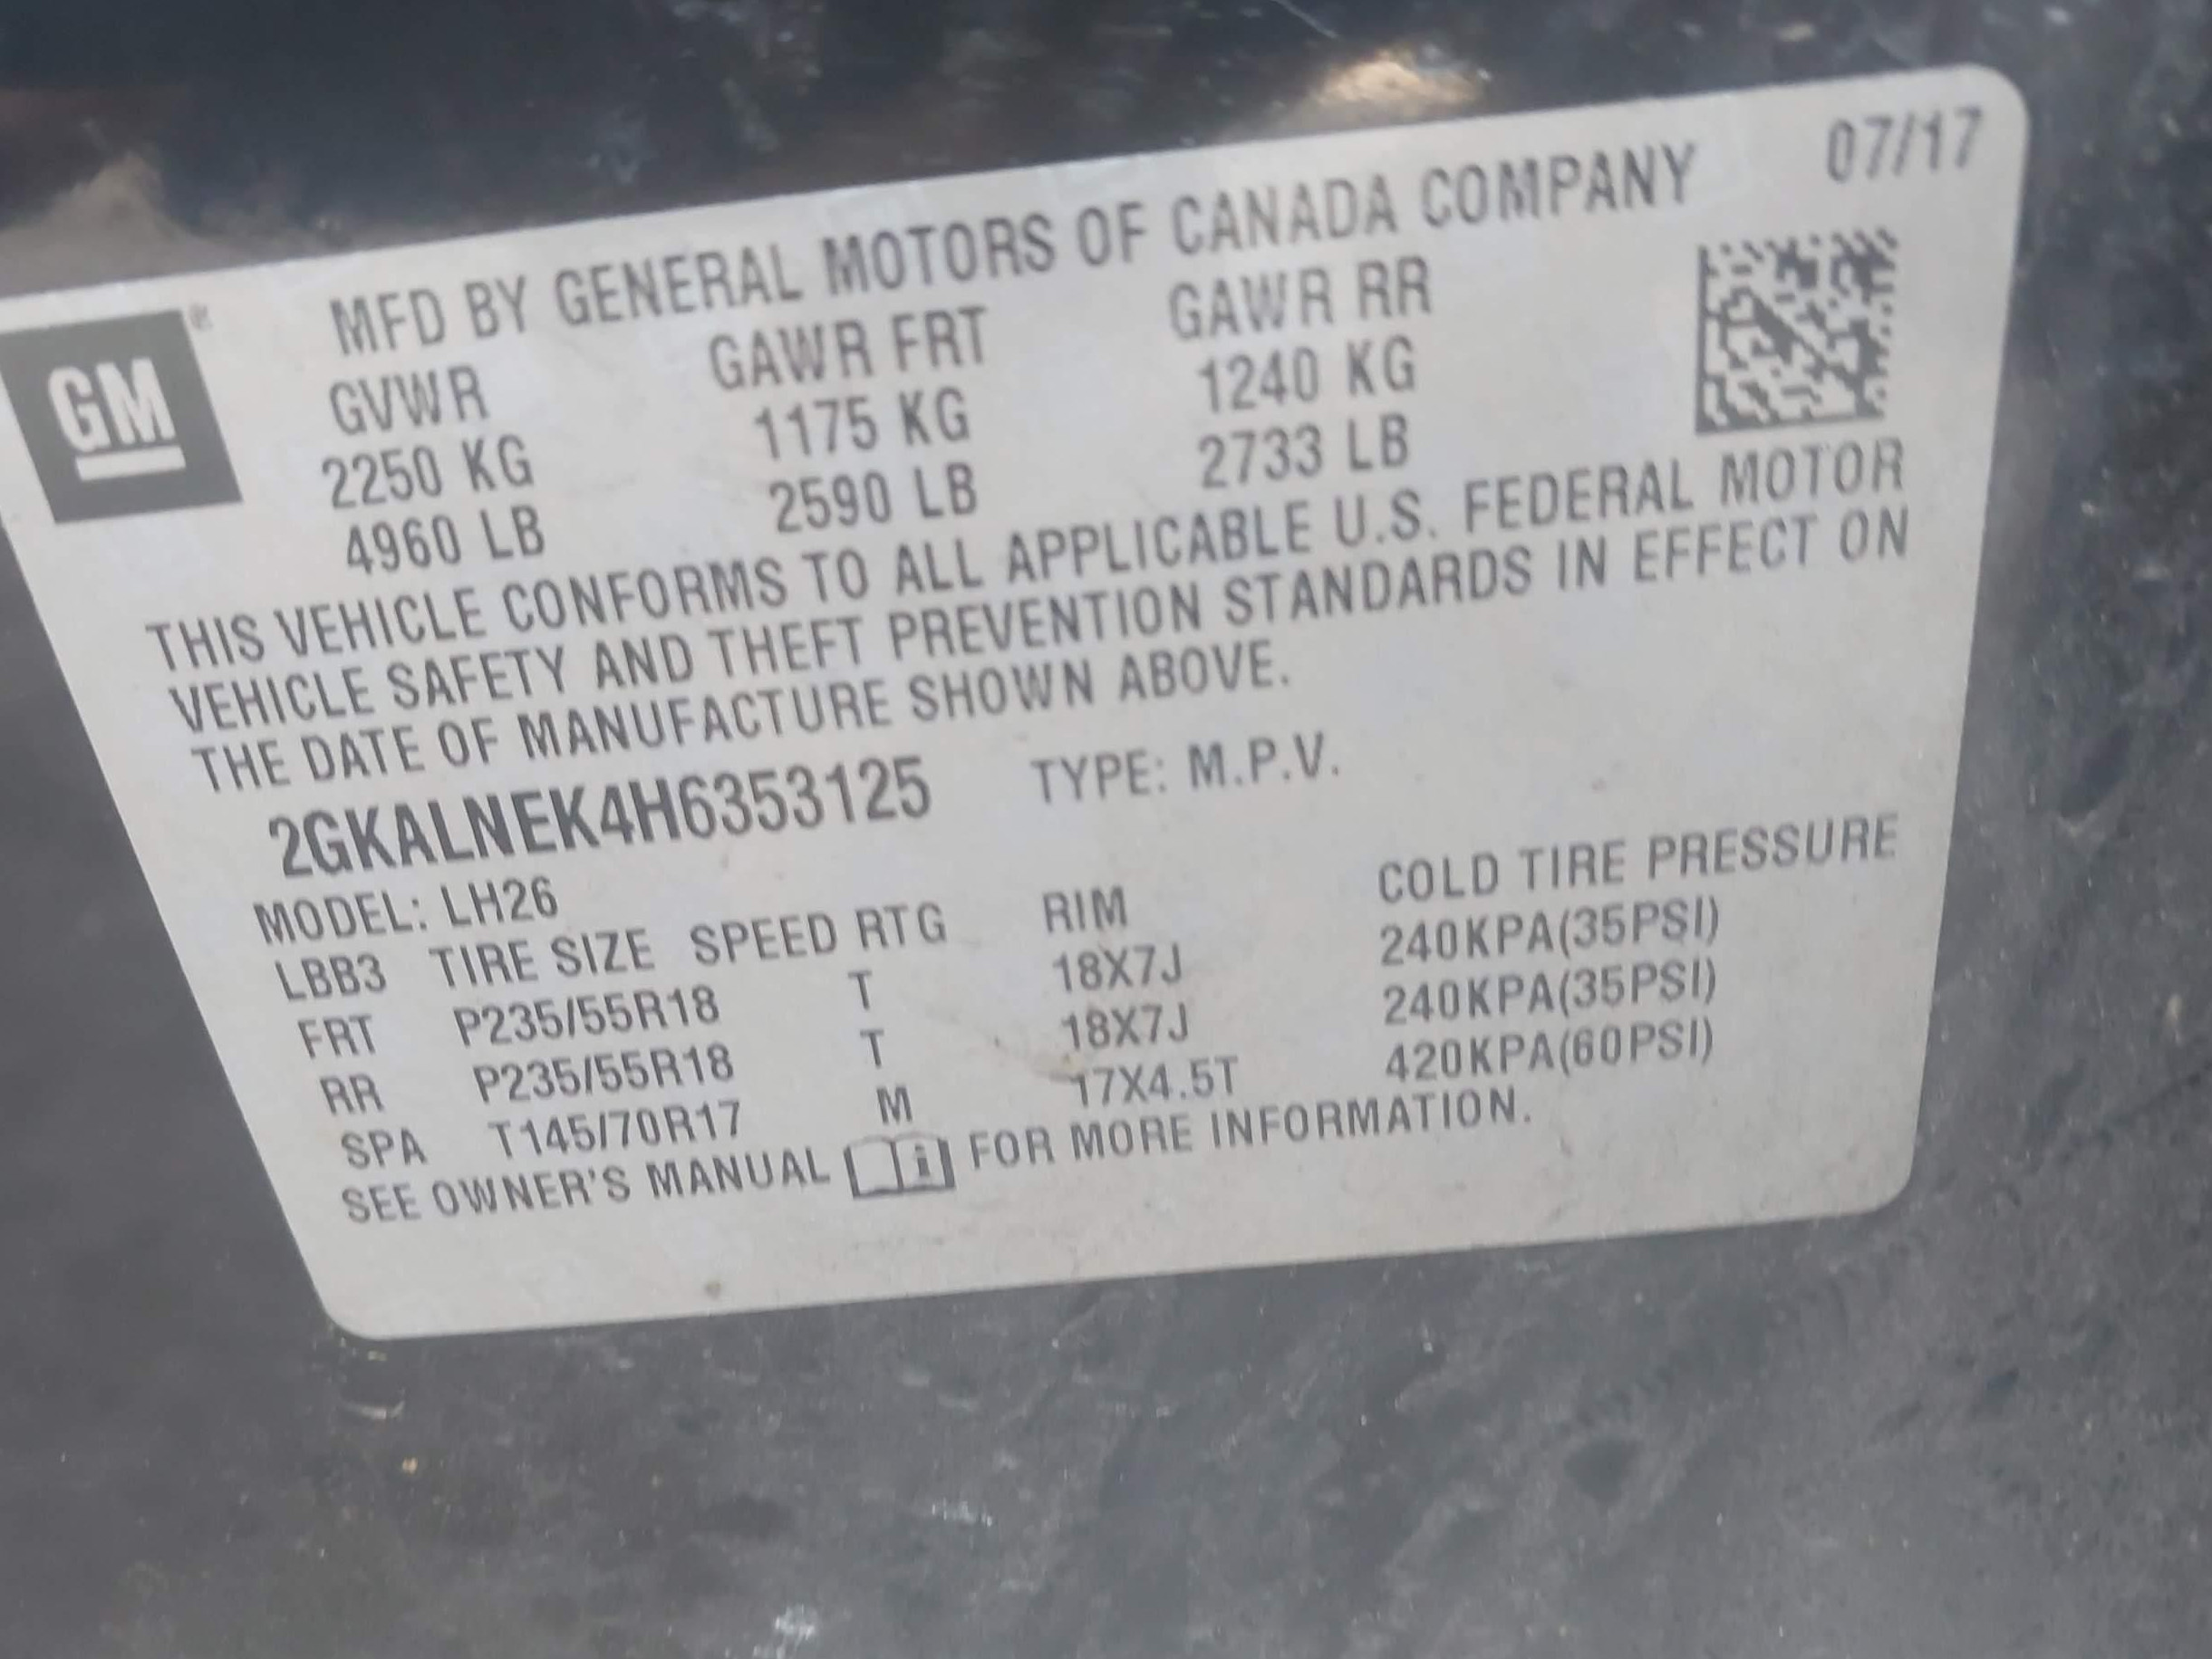 07/17
GM
MFD BY GENERAL MOTORS OF CANADA COMPANY
GVWR GAWR FRT GAWR RR
2250 KG 1175 KG 1240 KG
4960 LB 2590 LB 2733 LB
THIS VEHICLE CONFORMS TO ALL APPLICABLE U.S. FEDERAL MOTOR
VEHICLE SAFETY AND THEFT PREVENTION STANDARDS IN EFFECT ON
THE DATE OF MANUFACTURE SHOWN ABOVE.
2GKALNEK4H6353125 TYPE: M.P.V.
MODEL: LH26
LBB3 TIRE SIZE SPEED RTG RIM COLD TIRE PRESSURE
FRT P235/55R18 T 18X7J 240KPA(35PSI)
RR P235/55R18 T 18X7J 240KPA(35PSI)
SPA T145/70R17 M 17X4.5T 420KPA(60PSI)
SEE OWNER'S MANUAL i FOR MORE INFORMATION.